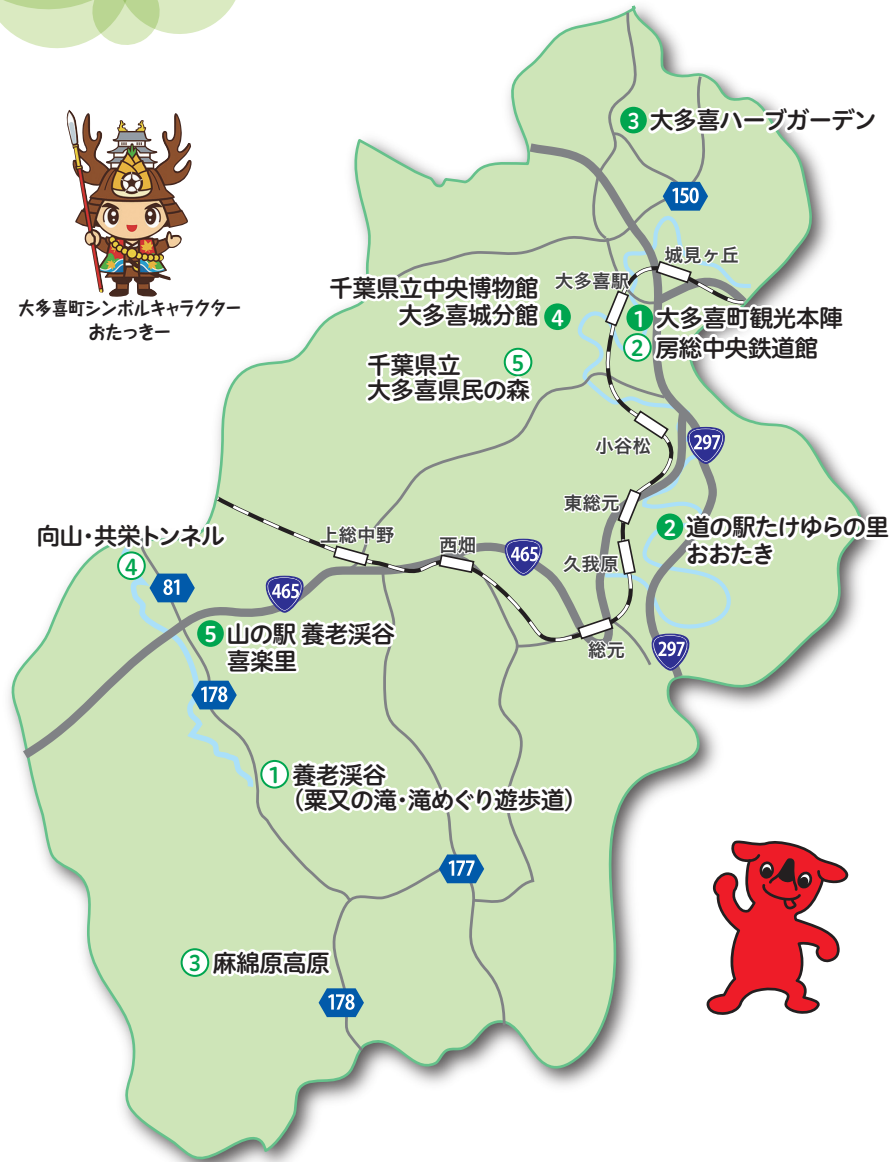 ③ 大多喜ハーブガーデン
150
城見ヶ丘
大多喜駅
千葉県立中央博物館
大多喜城分館 ④
① 大多喜町観光本陣
② 房総中央鉄道館
大多喜町シンボルキャラクター
おたっきー
千葉県立
大多喜県民の森
⑤
小谷松
297
東総元
② 道の駅たけゆらの里
おおたき
向山・共栄トンネル
④
上総中野
西畑
465
久我原
81
465
⑤ 山の駅 養老渓谷
喜楽里
総元
297
178
① 養老渓谷
(粟又の滝・滝めぐり遊歩道)
177
③ 麻綿原高原
178